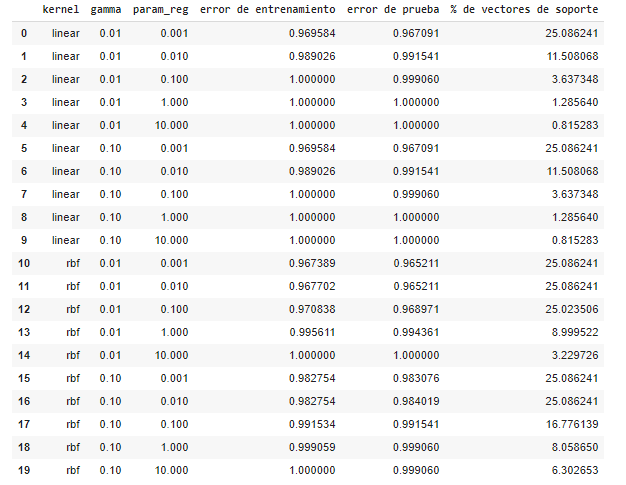 kernel gamma param_reg error de entrenamiento error de prueba % de vectores de soporte
0 linear 0.01 0.001 0.969584 0.967091 25.086241
1 linear 0.01 0.010 0.989026 0.991541 11.508068
2 linear 0.01 0.100 1.000000 0.999060 3.637348
3 linear 0.01 1.000 1.000000 1.000000 1.285640
4 linear 0.01 10.000 1.000000 1.000000 0.815283
5 linear 0.10 0.001 0.969584 0.967091 25.086241
6 linear 0.10 0.010 0.989026 0.991541 11.508068
7 linear 0.10 0.100 1.000000 0.999060 3.637348
8 linear 0.10 1.000 1.000000 1.000000 1.285640
9 linear 0.10 10.000 1.000000 1.000000 0.815283
10 rbf 0.01 0.001 0.967389 0.965211 25.086241
11 rbf 0.01 0.010 0.967702 0.965211 25.086241
12 rbf 0.01 0.100 0.970838 0.968971 25.023506
13 rbf 0.01 1.000 0.995611 0.994361 8.999522
14 rbf 0.01 10.000 1.000000 1.000000 3.229726
15 rbf 0.10 0.001 0.982754 0.983076 25.086241
16 rbf 0.10 0.010 0.982754 0.984019 25.086241
17 rbf 0.10 0.100 0.991534 0.991541 16.776139
18 rbf 0.10 1.000 0.999059 0.999060 8.058650
19 rbf 0.10 10.000 1.000000 0.999060 6.302653